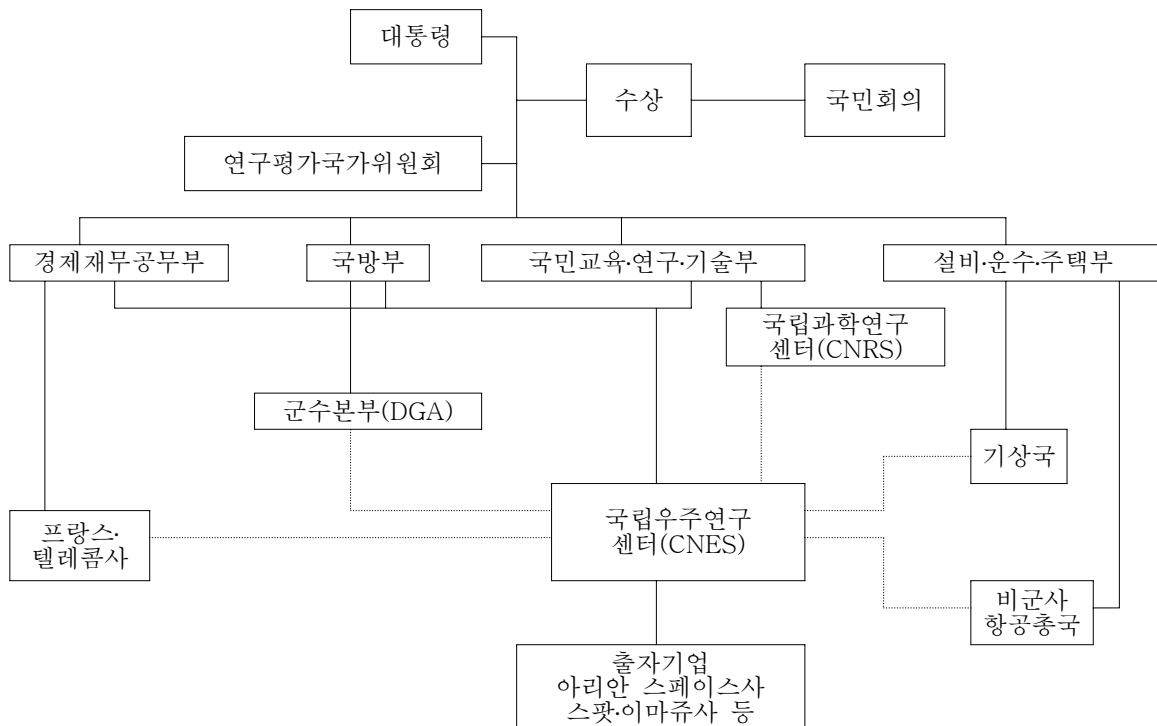 대통령
수상
국민회의
연구평가국가위원회
경제재무공무부
국방부
국민교육·연구·기술부
설비·운수·주택부
국립과학연구
센터(CNRS)
군수본부(DGA)
기상국
프랑스·
텔레콤사
국립우주연구
센터(CNES)
비군사
항공총국
출자기업
아리안 스페이스사
스팟·이마쥬사 등